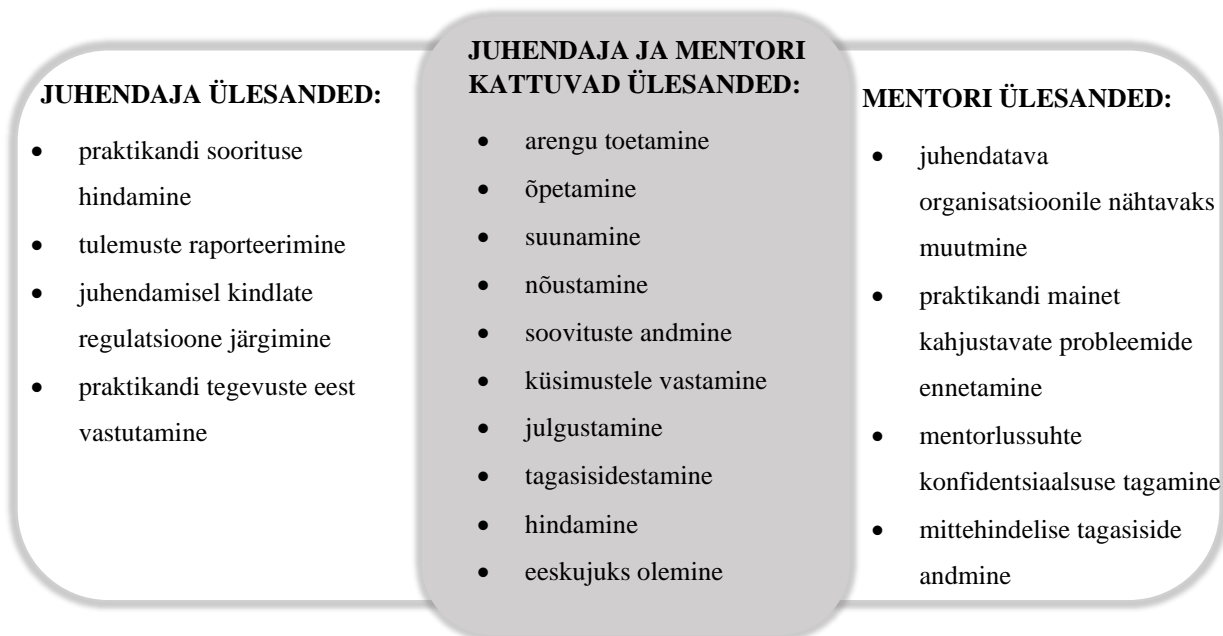 JUHENDAJA ÜLESANDED:
• praktikandi soorituse
hindamine
• tulemuste raporteerimine
• juhendamisel kindlate
regulatsioone järgimine
• praktikandi tegevuste eest
vastutamine
JUHENDAJA JA MENTORI
KATTUVAD ÜLESANDED:
• arengu toetamine
• õpetamine
• suunamine
• nõustamine
• soovituste andmine
• küsimustele vastamine
• julgustamine
• tagasisidestamine
• hindamine
• eeskujuks olemine
MENTORI ÜLESANDED:
• juhendatava
organisatsioonile nähtavaks
muutmine
• praktikandi mainet
kahjustavate probleemide
ennetamine
• mentorlussuhte
konfidentsiaalsuse tagamine
• mittehindelise tagasiside
andmine